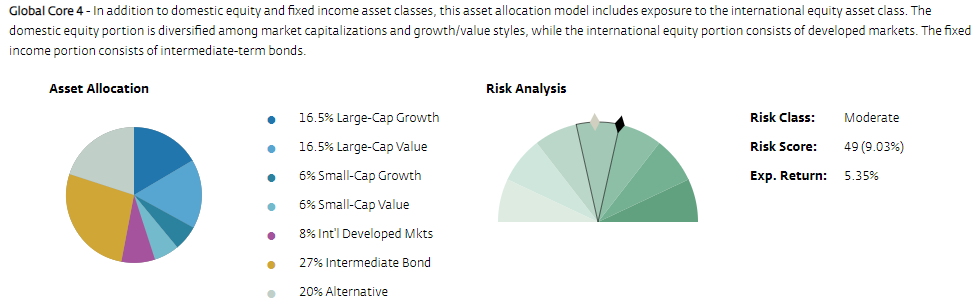 Global Core 4 - In addition to domestic equity and fixed income asset classes, this asset allocation model includes exposure to the international equity asset class. The
domestic equity portion is diversified among market capitalizations and growth/value styles, while the international equity portion consists of developed markets. The fixed
income portion consists of intermediate-term bonds.
Asset Allocation
16.5% Large-Cap Growth
16.5% Large-Cap Value
6% Small-Cap Growth
6% Small-Cap Value
8% Int'l Developed Mkts
27% Intermediate Bond
20% Alternative
Risk Analysis
Risk Class: Moderate
Risk Score: 49 (9.03%)
Exp. Return: 5.35%